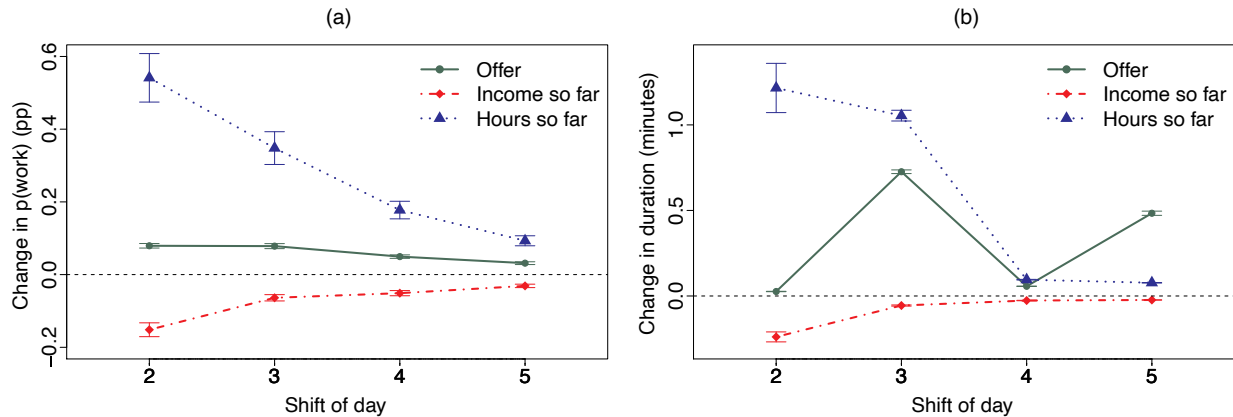 (a)
Change in p(work) (pp)
0.6
0.4
0.2
0.0
−0.2
Offer
Income so far
Hours so far
2 3 4 5
Shift of day
(b)
Change in duration (minutes)
1.0
0.5
0.0
Offer
Income so far
Hours so far
2 3 4 5
Shift of day